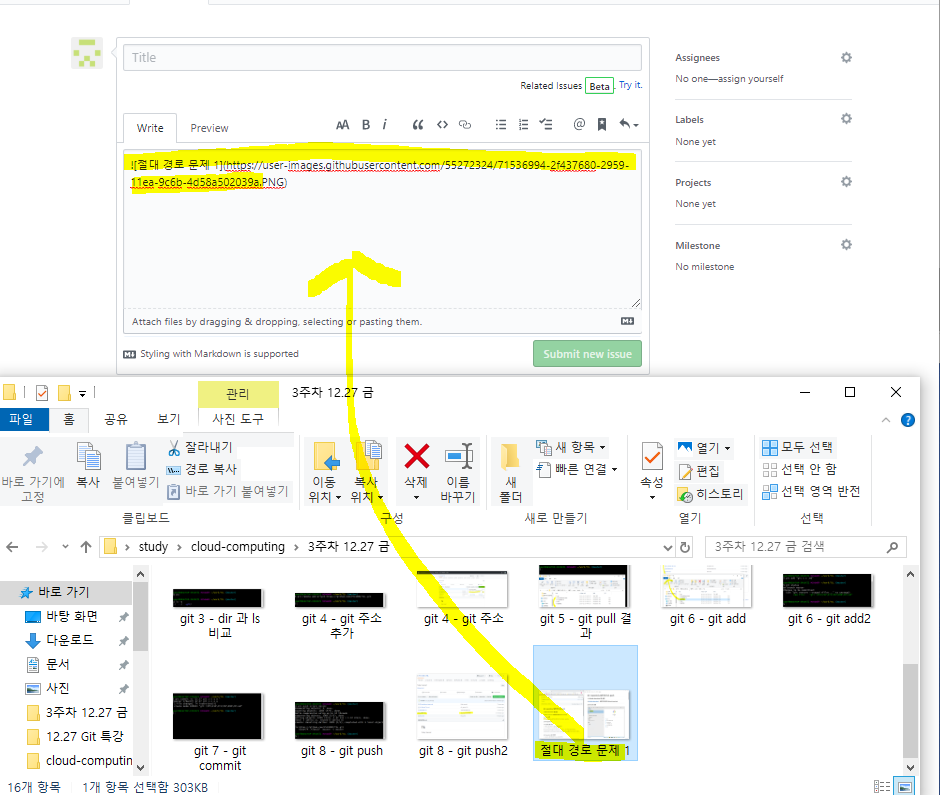 Title
Related Issues Beta . Try it.
Write Preview
AA B i
![절대 경로 문제 1](https://user-images.githubusercontent.com/55272324/71536994-2f437680-2959-
11ea-9c6b-4d58a502039a.PNG)
Attach files by dragging & dropping, selecting or pasting them.
Styling with Markdown is supported
Submit new issue
Assignees
No one—assign yourself
Labels
None yet
Projects
None yet
Milestone
No milestone
관리 3주차 12.27 금
파일 홈 공유 보기 사진 도구
바로 가기에
고정
복사
붙여넣기
잘라내기
경로 복사
바로 가기 붙여넣기
클립보드
이동
위치
복사
위치
삭제
이름
바꾸기
구성
새
폴더
새 항목
빠른 연결
새로 만들기
속성
열기
편집
히스토리
열기
모두 선택
선택 안 함
선택 영역 반전
선택
study cloud-computing 3주차 12.27 금
3주차 12.27 금 검색
바로 가기
바탕 화면
다운로드
문서
사진
3주차 12.27 금
12.27 Git 특강
cloud-computin
git 3 - dir 과 ls
비교
git 4 - git 주소
추가
git 4 - git 주소
git 5 - git pull 결
과
git 6 - git add
git 6 - git add2
git 7 - git
commit
git 8 - git push
git 8 - git push2
절대 경로 문제 1
16개 항목 1개 항목 선택함 303KB